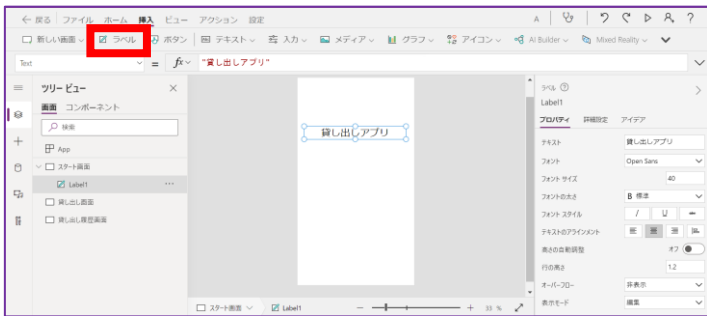 戻る ファイル ホーム 挿入 ビュー アクション 設定
新しい画面 ラベル ボタン テキスト 入力 メディア グラフ アイコン AI Builder Mixed Reality
Text = fx "貸し出しアプリ"
ツリー ビュー
画面 コンポーネント
検索
App
スタート画面
Label1
貸し出し画面
貸し出し履歴画面
貸し出しアプリ
スタート画面 Label1 33 %
ラベル
Label1
プロパティ 詳細設定 アイデア
テキスト 貸し出しアプリ
フォント Open Sans
フォント サイズ 40
フォントの太さ B 標準
フォント スタイル
テキストのアラインメント
高さの自動調整 オフ
行の高さ 1.2
オーバーフロー 非表示
表示モード 編集